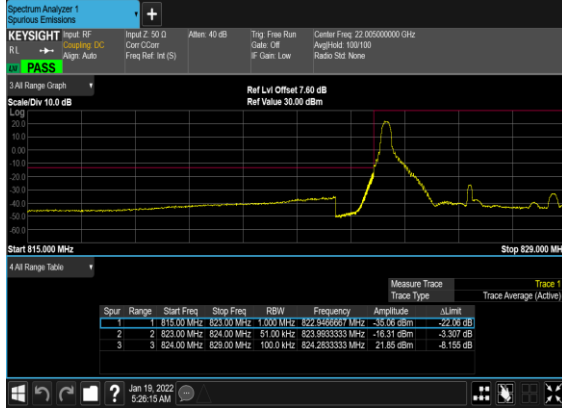 Spectrum Analyzer 1
Spurious Emissions
+
KEYSIGHT Input: RF Input Z: 50 Ω Atten: 40 dB Trig: Free Run Center Freq: 22.005000000 GHz
R L Coupling: DC Corr CCorr Gate: Off Avg|Hold: 100/100
Align: Auto Freq Ref: Int (S) IF Gain: Low Radio Std: None
PASS
3 All Range Graph
Ref Lvl Offset 7.60 dB
Scale/Div 10.0 dB Ref Value 30.00 dBm
Log
20.0
10.0
0.00
-10.0
-20.0
-30.0
-40.0
-50.0
-60.0
Start 815.000 MHz Stop 829.000 MH
4 All Range Table
Measure Trace Trace 1
Trace Type Trace Average (Active)
Spur Range Start Freq Stop Freq RBW Frequency Amplitude ΔLimit
1 1 815.00 MHz 823.00 MHz 1.000 MHz 822.9466667 MHz -35.06 dBm -22.06 dB
2 2 823.00 MHz 824.00 MHz 51.00 kHz 823.9933333 MHz -16.31 dBm -3.307 dB
3 3 824.00 MHz 829.00 MHz 100.0 kHz 824.2833333 MHz 21.85 dBm -8.155 dB
? Jan 19, 2022
5:26:15 AM